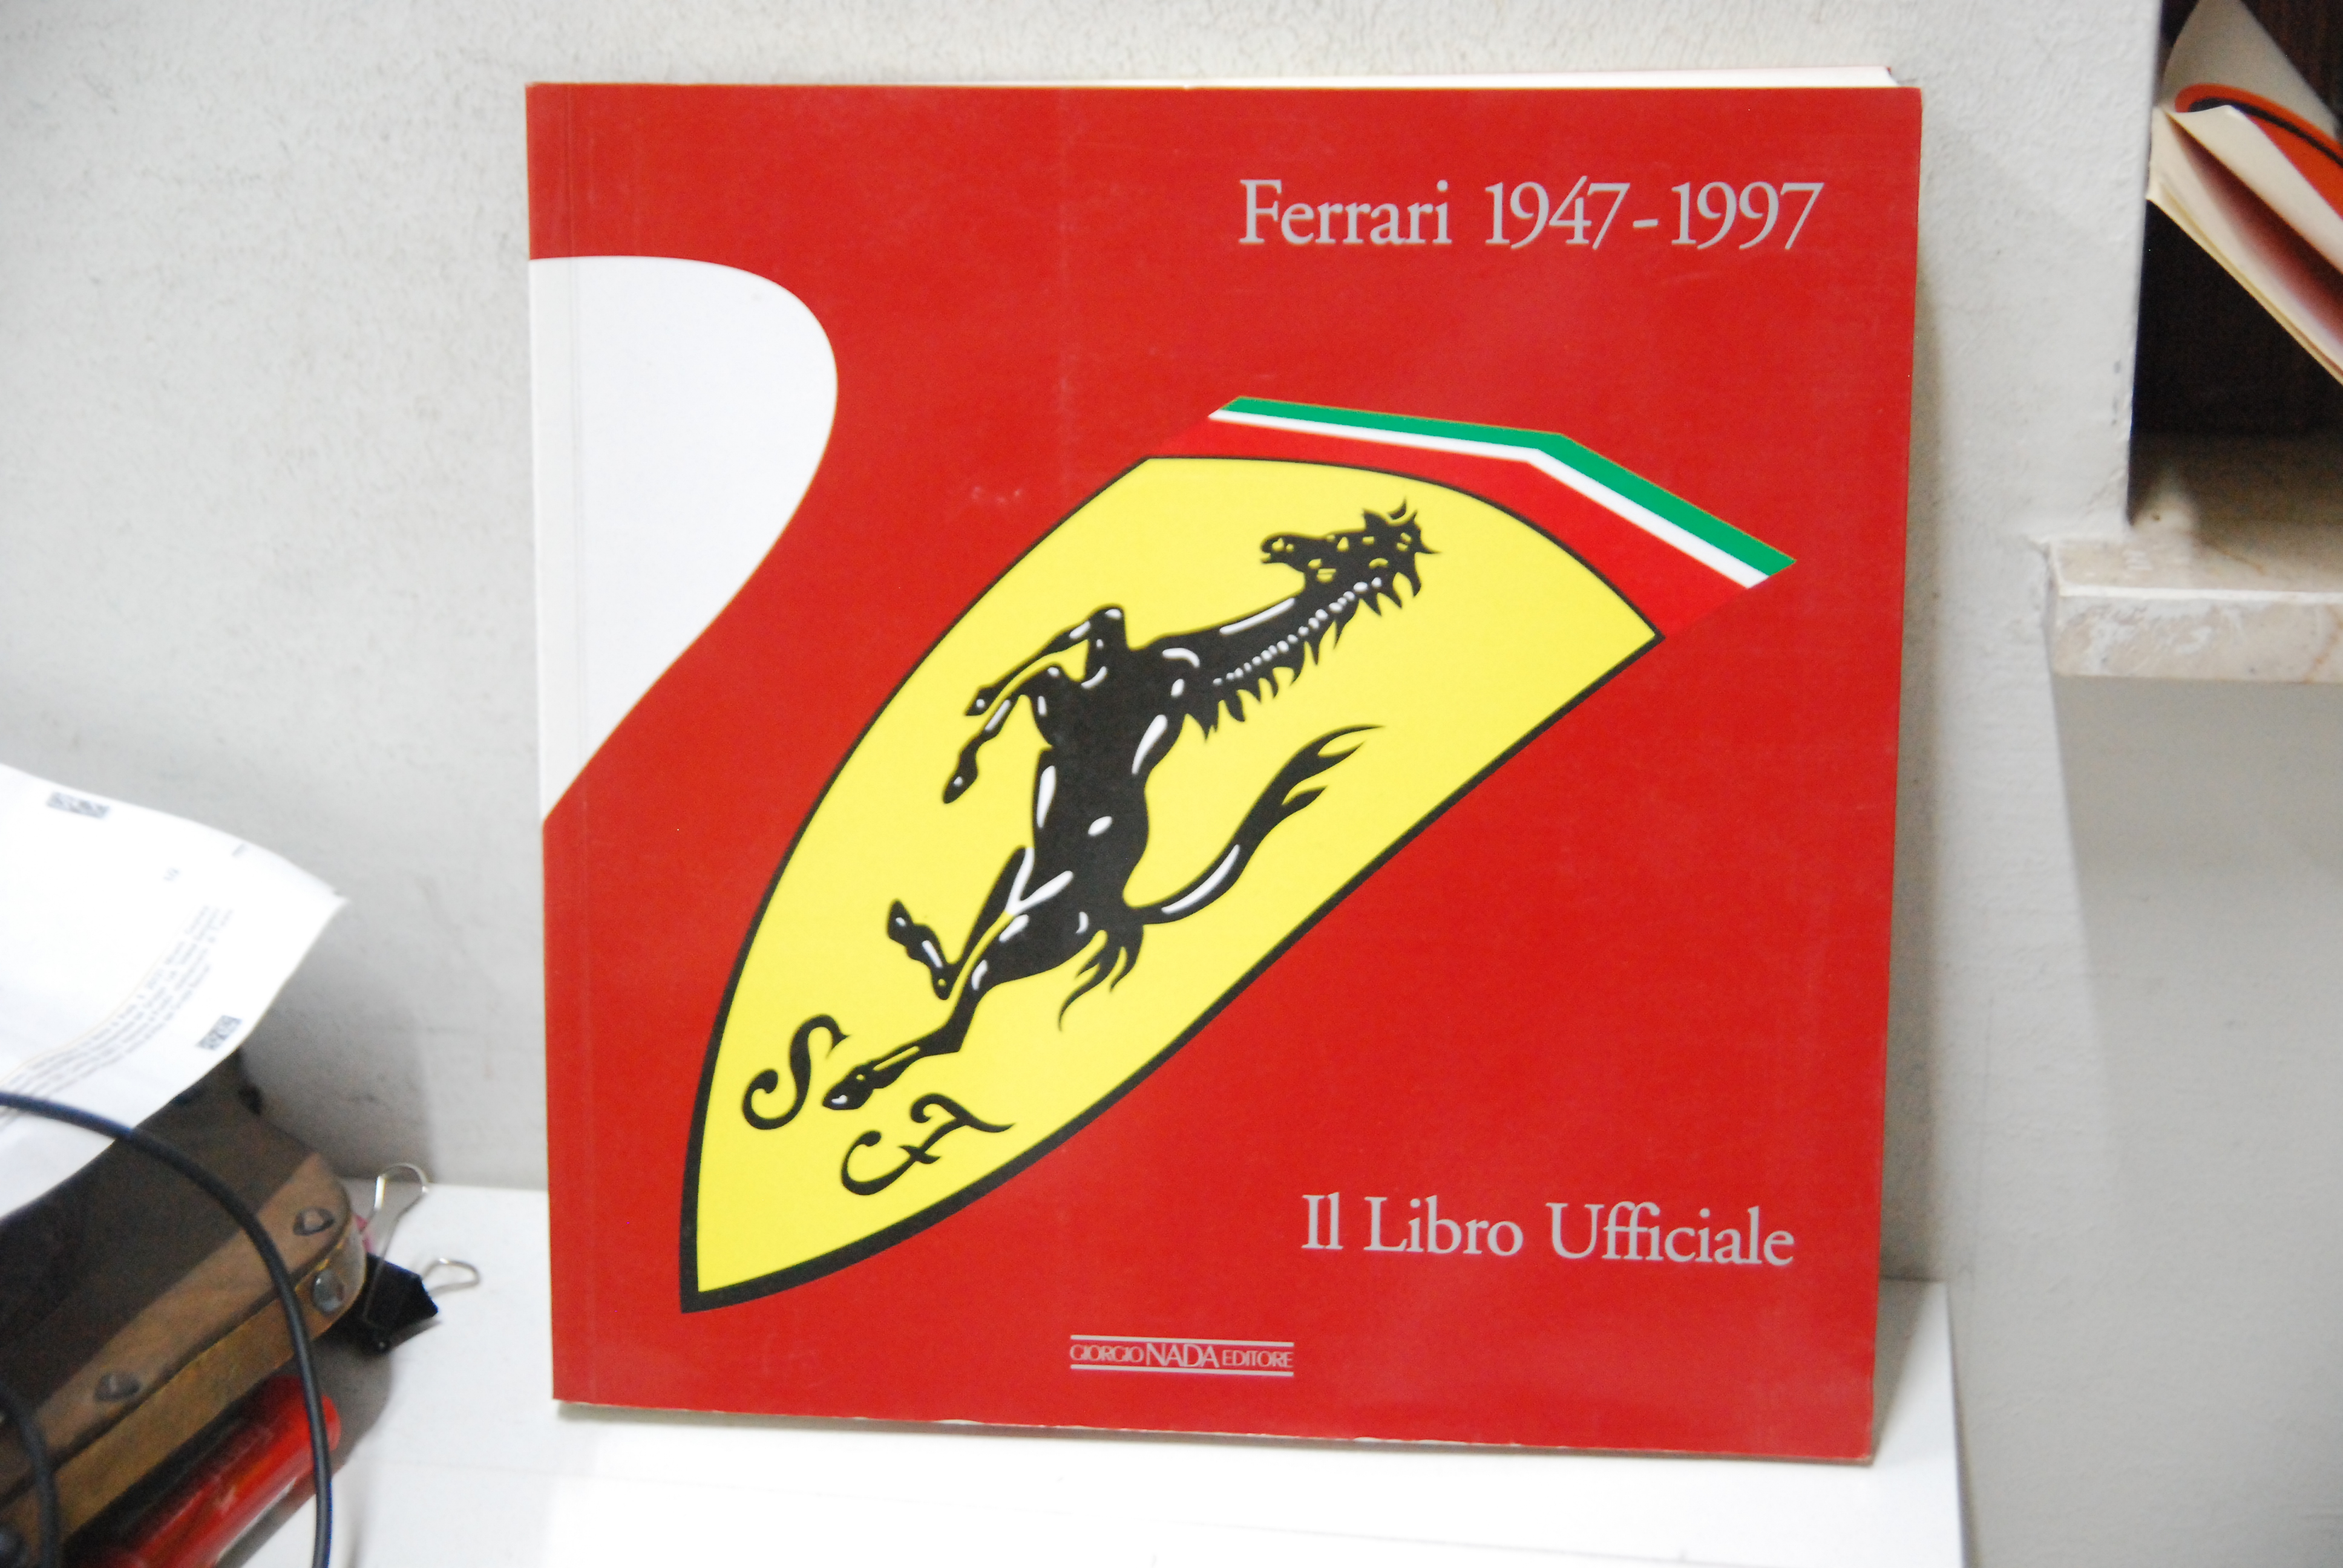 Ferrari 1947-1997
S
F
Il Libro Ufficiale
GIORGIO NADA EDITORE